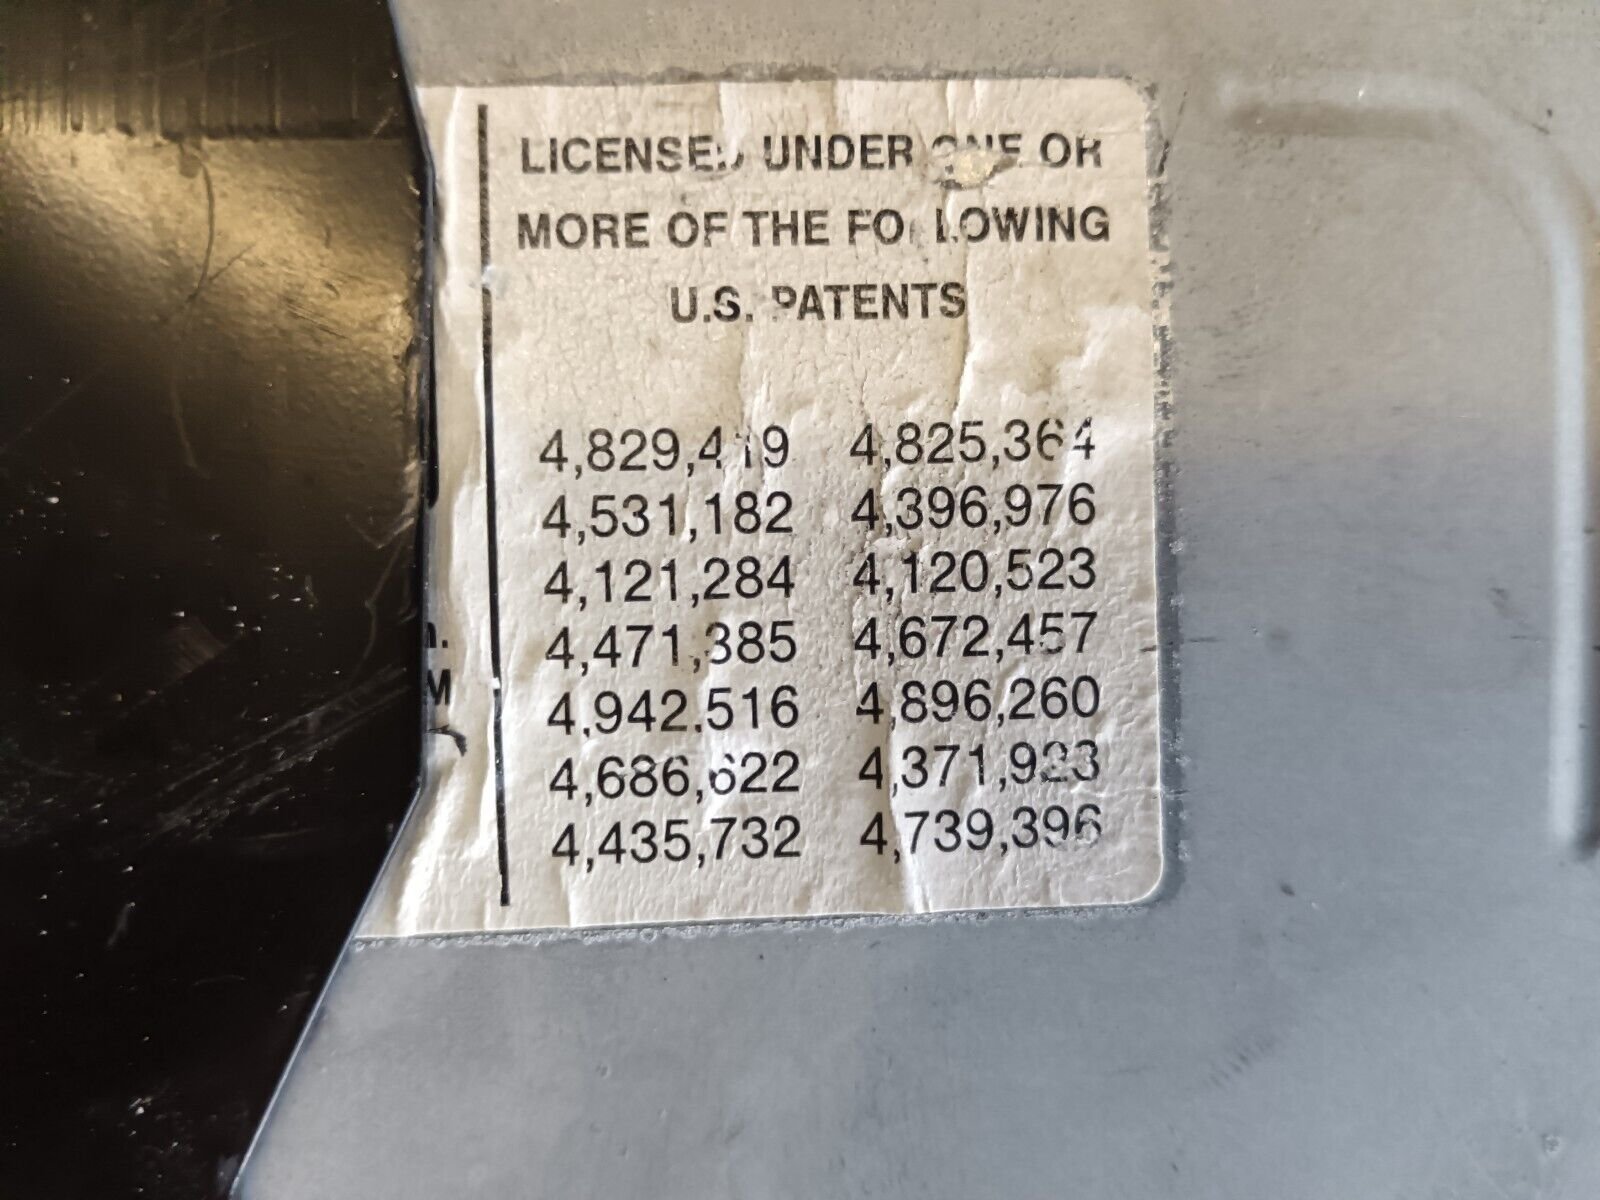 LICENSED UNDER ONE OR
MORE OF THE FOLLOWING
U.S. PATENTS
4,829,419 4,825,364
4,531,182 4,396,976
4,121,284 4,120,523
4,471,385 4,672,457
4,942,516 4,896,260
4,686,622 4,371,923
4,435,732 4,739,396
M